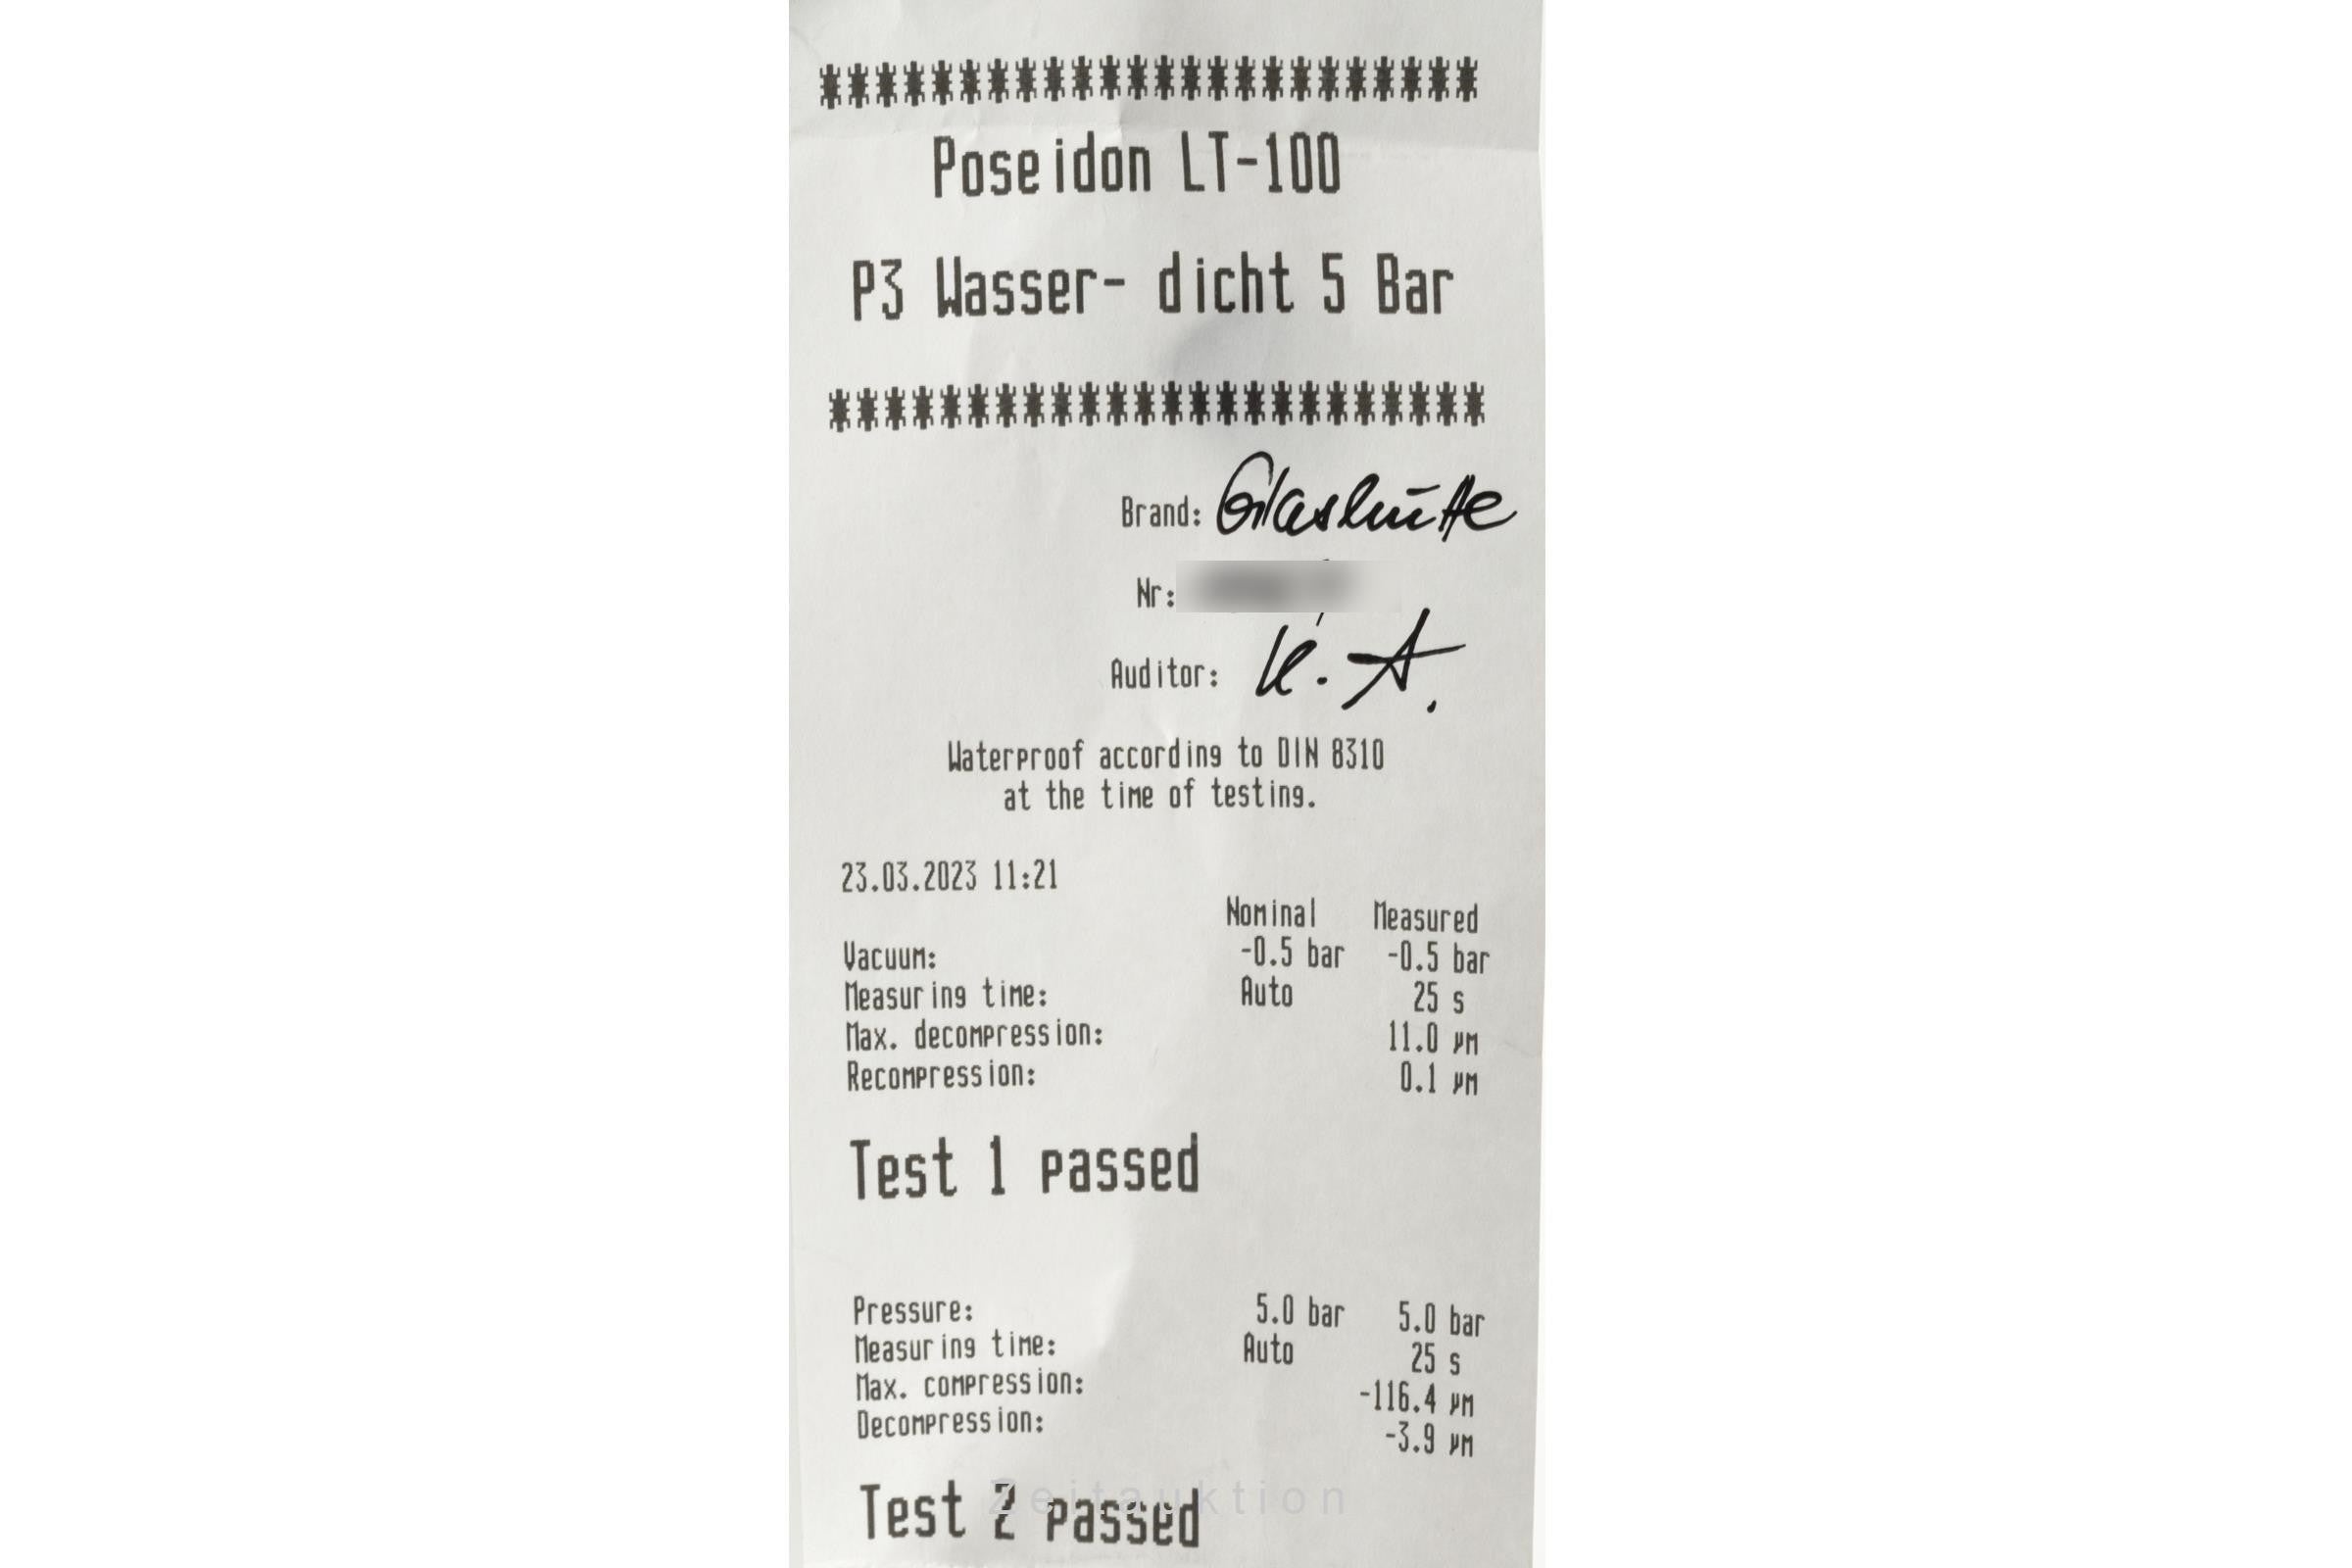 ************************
Poseidon LT-100
P3 Wasser- dicht 5 Bar
************************
Brand: Glashütte
Nr:
Auditor: K. A.
Waterproof according to DIN 8310
at the time of testing.
23.03.2023 11:21
Nominal Measured
Vacuum: -0.5 bar -0.5 bar
Measuring time: Auto 25 s
Max. decompression: 11.0 µm
Recompression: 0.1 µm
Test 1 passed
Pressure: 5.0 bar 5.0 bar
Measuring time: Auto 25 s
Max. compression: -116.4 µm
Decompression: -3.9 µm
Test 2 passed
Zeitauktion